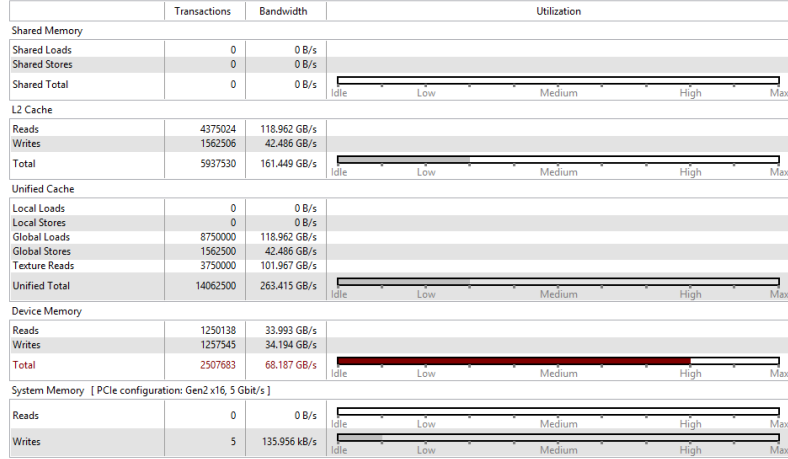 Transactions Bandwidth Utilization
Shared Memory
Shared Loads 0 0 B/s
Shared Stores 0 0 B/s
Shared Total 0 0 B/s
Idle Low Medium High Max
L2 Cache
Reads 4375024 118.962 GB/s
Writes 1562506 42.486 GB/s
Total 5937530 161.449 GB/s
Idle Low Medium High Max
Unified Cache
Local Loads 0 0 B/s
Local Stores 0 0 B/s
Global Loads 8750000 118.962 GB/s
Global Stores 1562500 42.486 GB/s
Texture Reads 3750000 101.967 GB/s
Unified Total 14062500 263.415 GB/s
Idle Low Medium High Max
Device Memory
Reads 1250138 33.993 GB/s
Writes 1257545 34.194 GB/s
Total 2507683 68.187 GB/s
Idle Low Medium High Max
System Memory [ PCIe configuration: Gen2 x16, 5 Gbit/s ]
Reads 0 0 B/s
Idle Low Medium High Max
Writes 5 135.956 kB/s
Idle Low Medium High Max